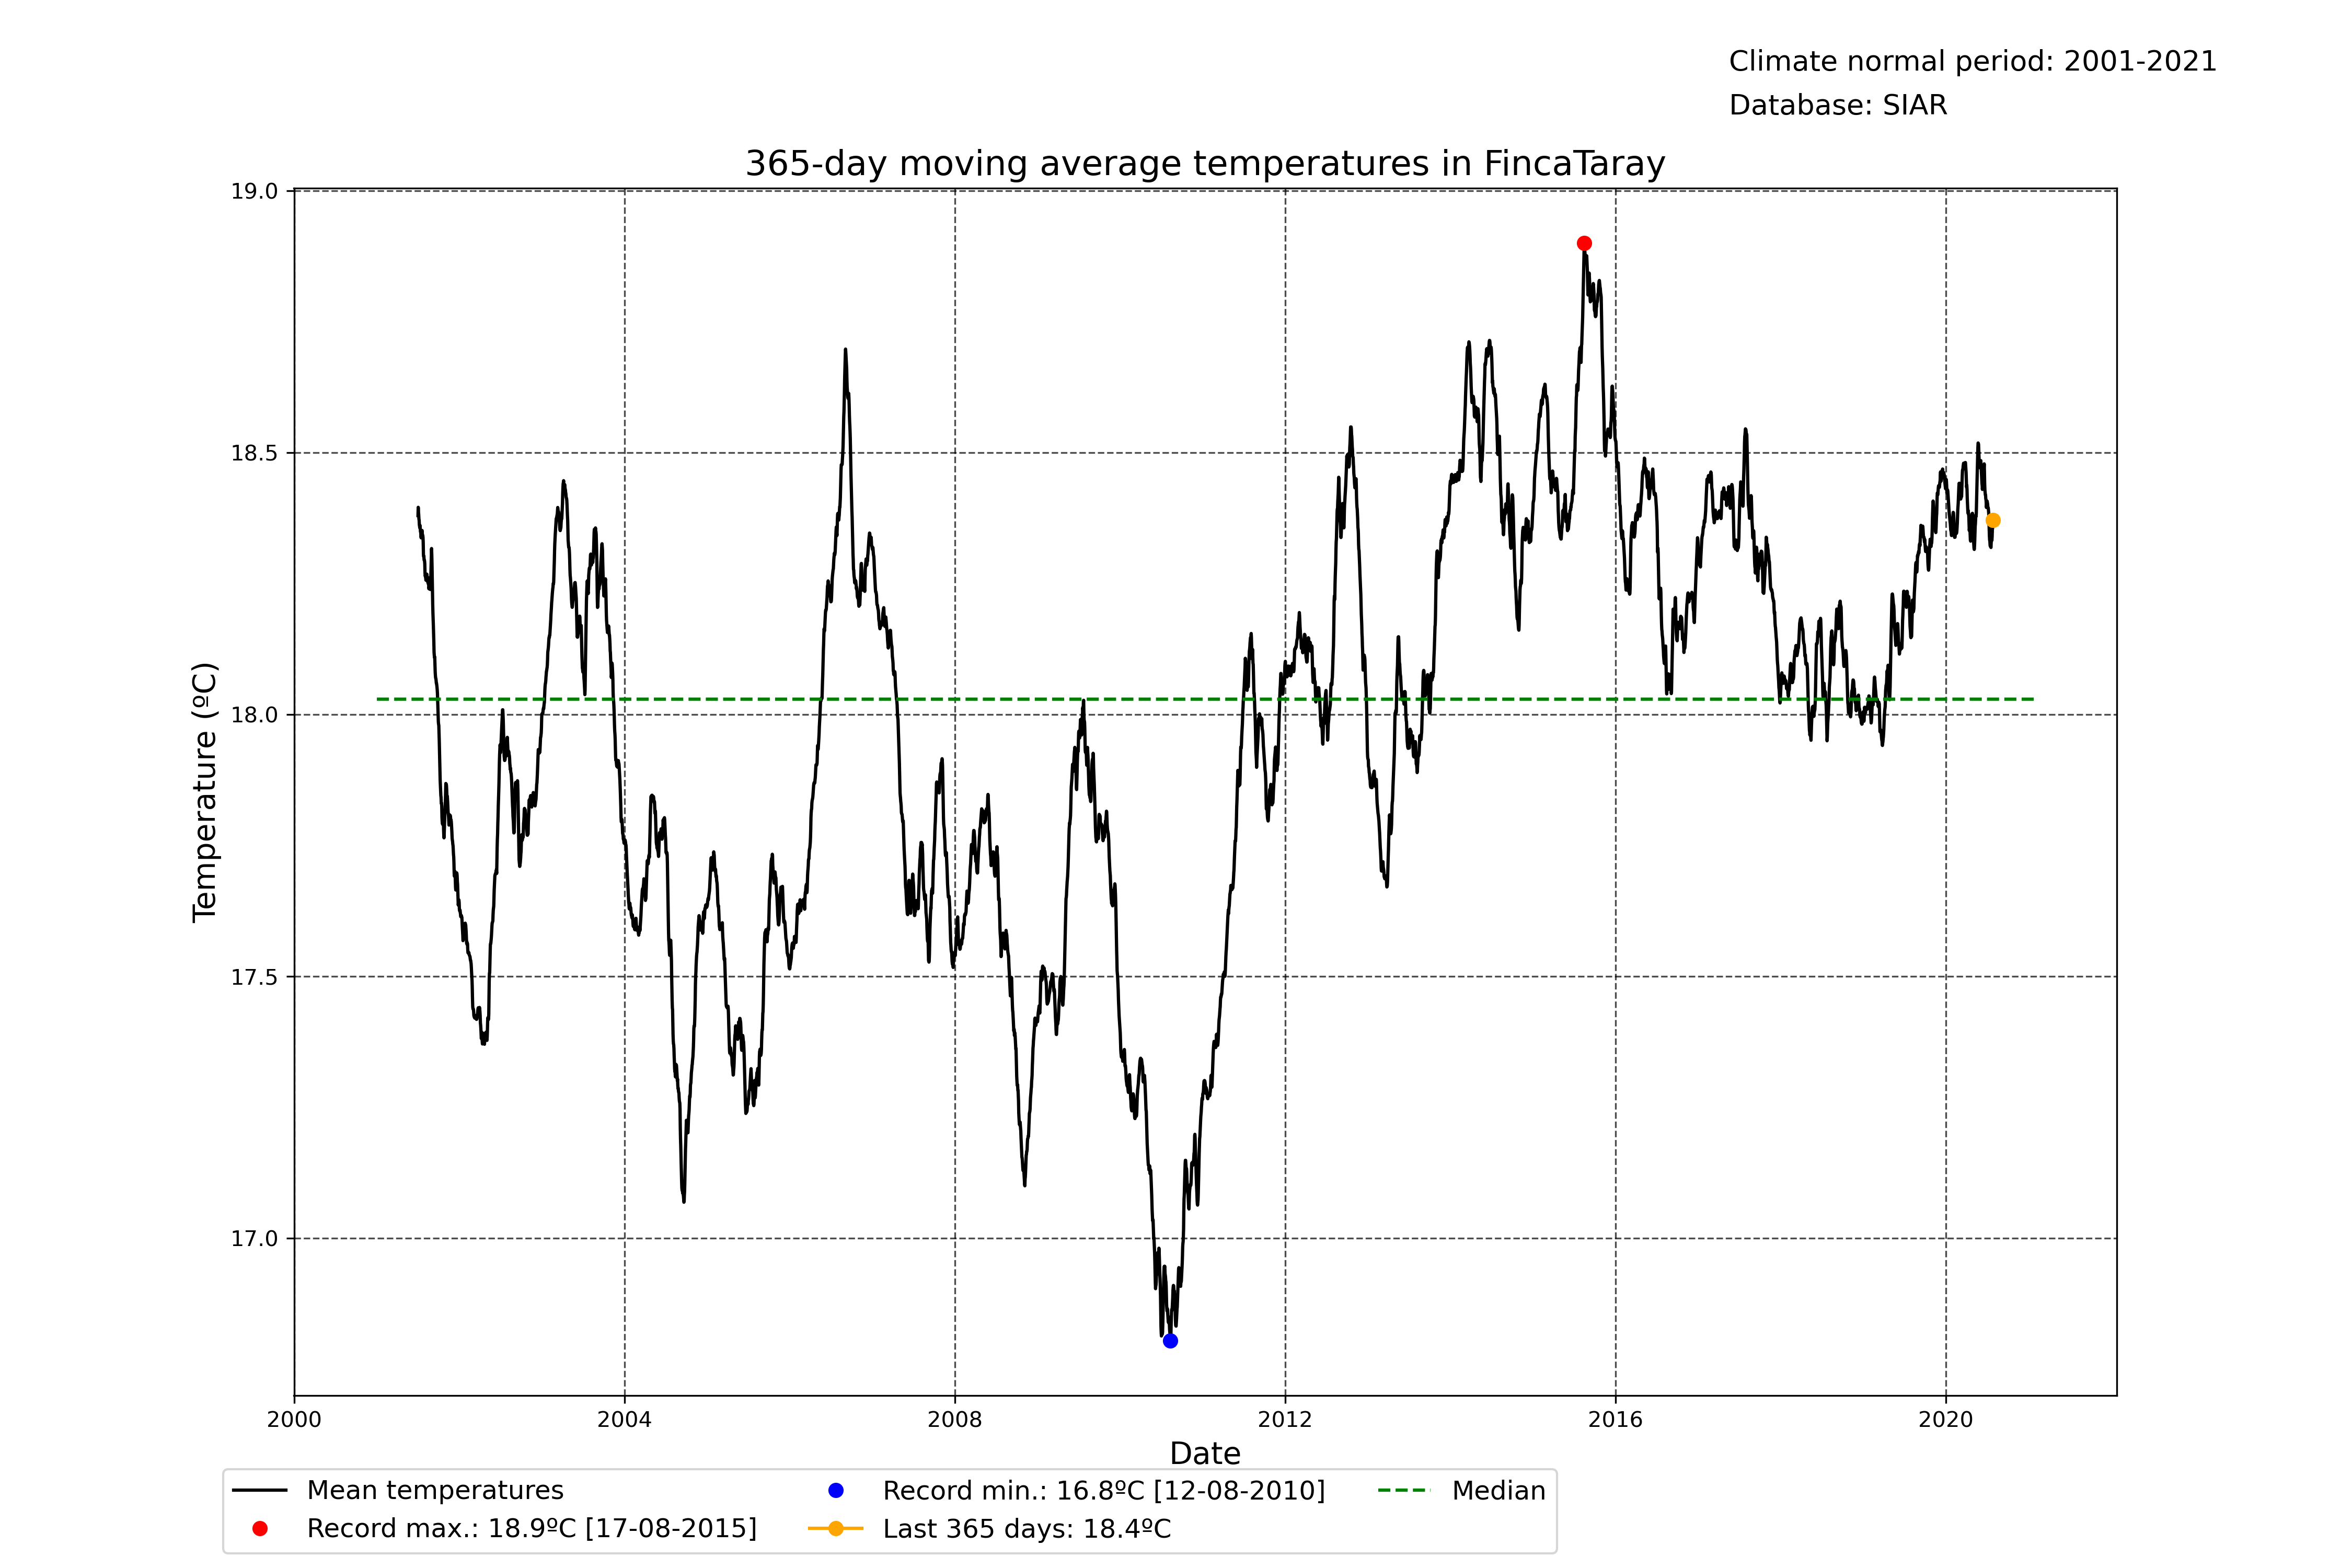 Climate normal period: 2001-2021
Database: SIAR
365-day moving average temperatures in FincaTaray
19.0
18.5
18.0
17.5
17.0
Temperature (ºC)
2000 2004 2008 2012 2016 2020
Date
Mean temperatures
Record max.: 18.9ºC [17-08-2015]
Record min.: 16.8ºC [12-08-2010]
Last 365 days: 18.4ºC
Median